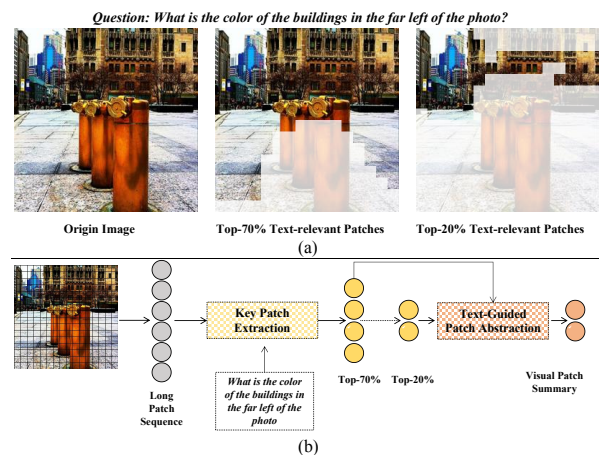 Question: What is the color of the buildings in the far left of the photo?
Origin Image
Top-70% Text-relevant Patches
Top-20% Text-relevant Patches
(a)
Key Patch
Extraction
Text-Guided
Patch Abstraction
Long
Patch
Sequence
What is the color
of the buildings in
the far left of the
photo
Top-70%
Top-20%
Visual Patch
Summary
(b)